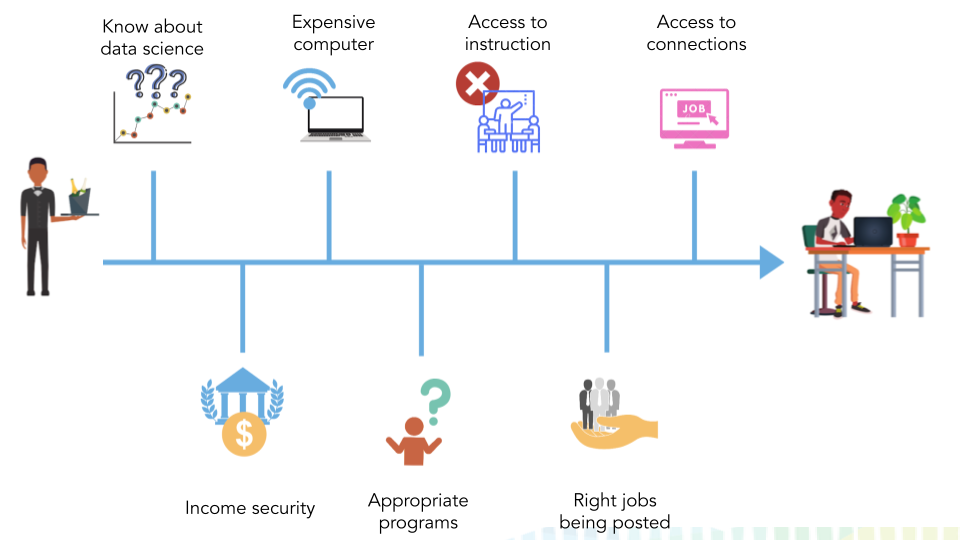 Know about
data science
Expensive
computer
Access to
instruction
Access to
connections
???
JOB
$
?
Income security
Appropriate
programs
Right jobs
being posted